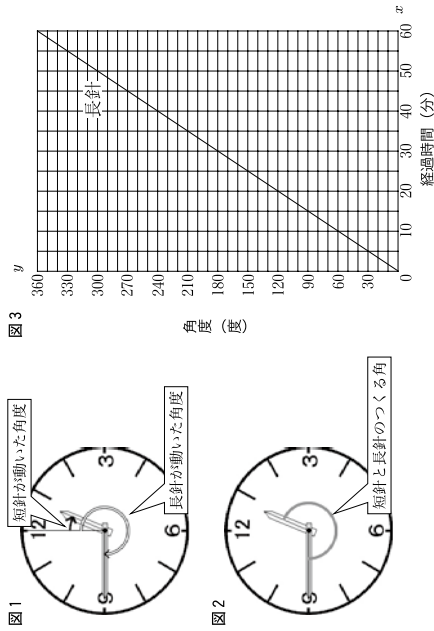 図1
短針が動いた角度
12
3
6
9
長針が動いた角度
図2
12
3
6
9
短針と長針のつくる角
図3
y
360
330
300
270
240
210
180
150
120
90
60
30
0
角度（度）
長針
10 20 30 40 50 60 x
経過時間（分）